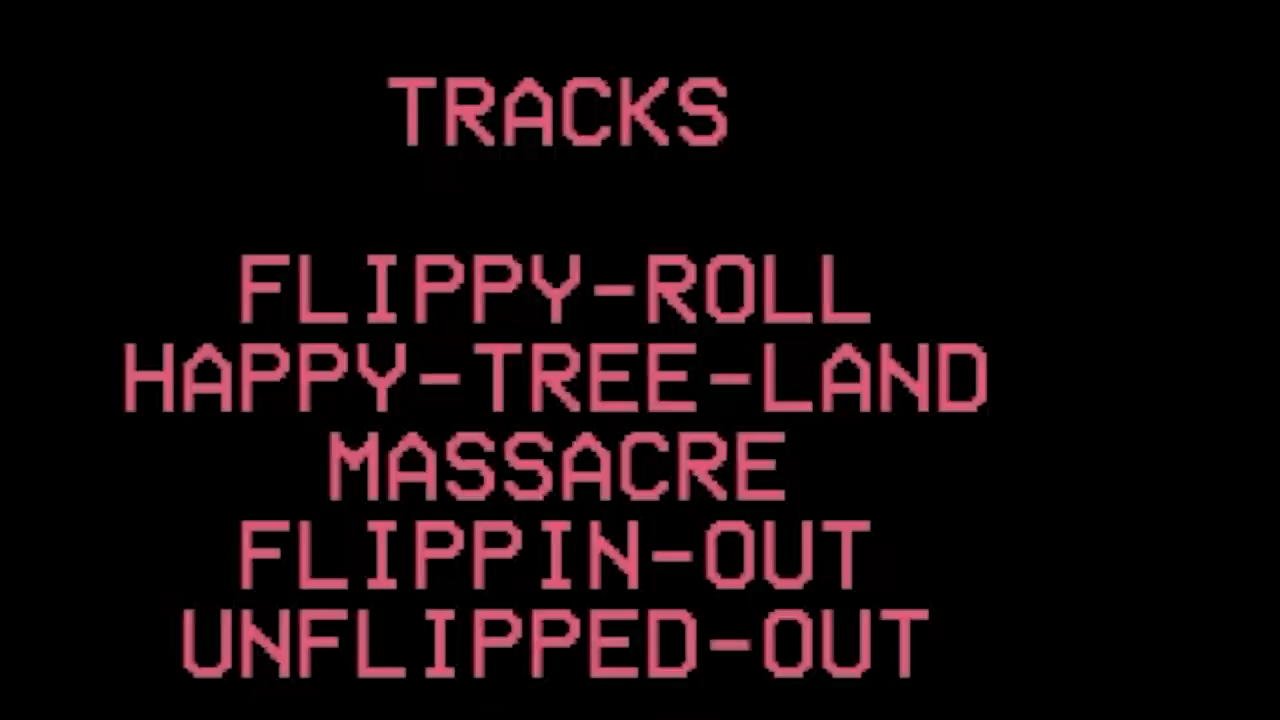 TRACKS
FLIPPY-ROLL
HAPPY-TREE-LAND
MASSACRE
FLIPPIN-OUT
UNFLIPPED-OUT